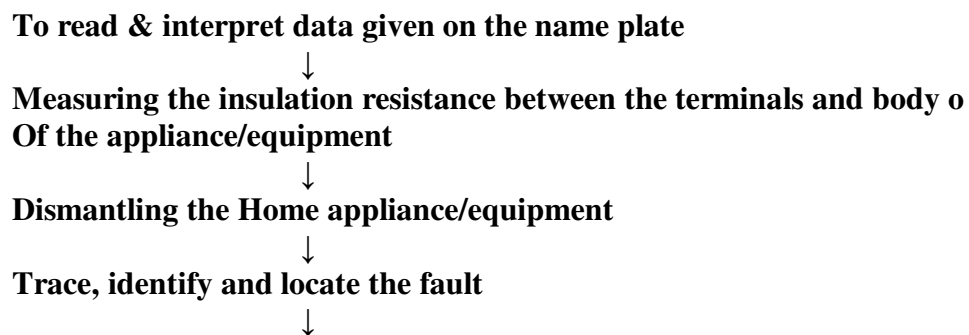 To read & interpret data given on the name plate
↓
Measuring the insulation resistance between the terminals and body o
Of the appliance/equipment
↓
Dismantling the Home appliance/equipment
↓
Trace, identify and locate the fault
↓